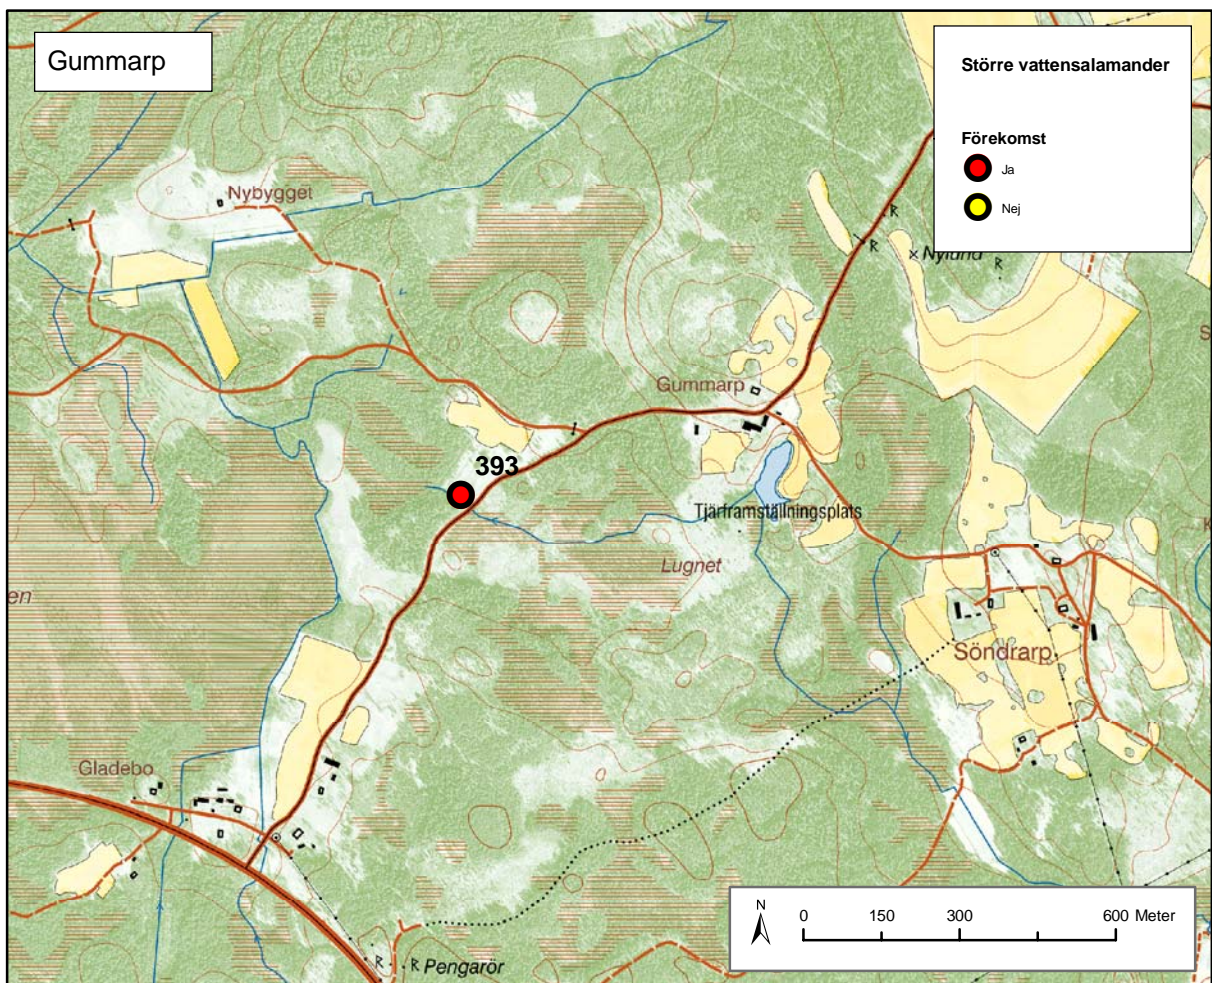 Gummarp
Större vattensalamander
Förekomst
Ja
Nej
Nybygget
R
R
Nylund
R
Gummarp
393
Tjärframställningsplats
Lugnet
en
Söndrarp
Gladebo
R
R Pengarör
N
0 150 300 600 Meter
S
K